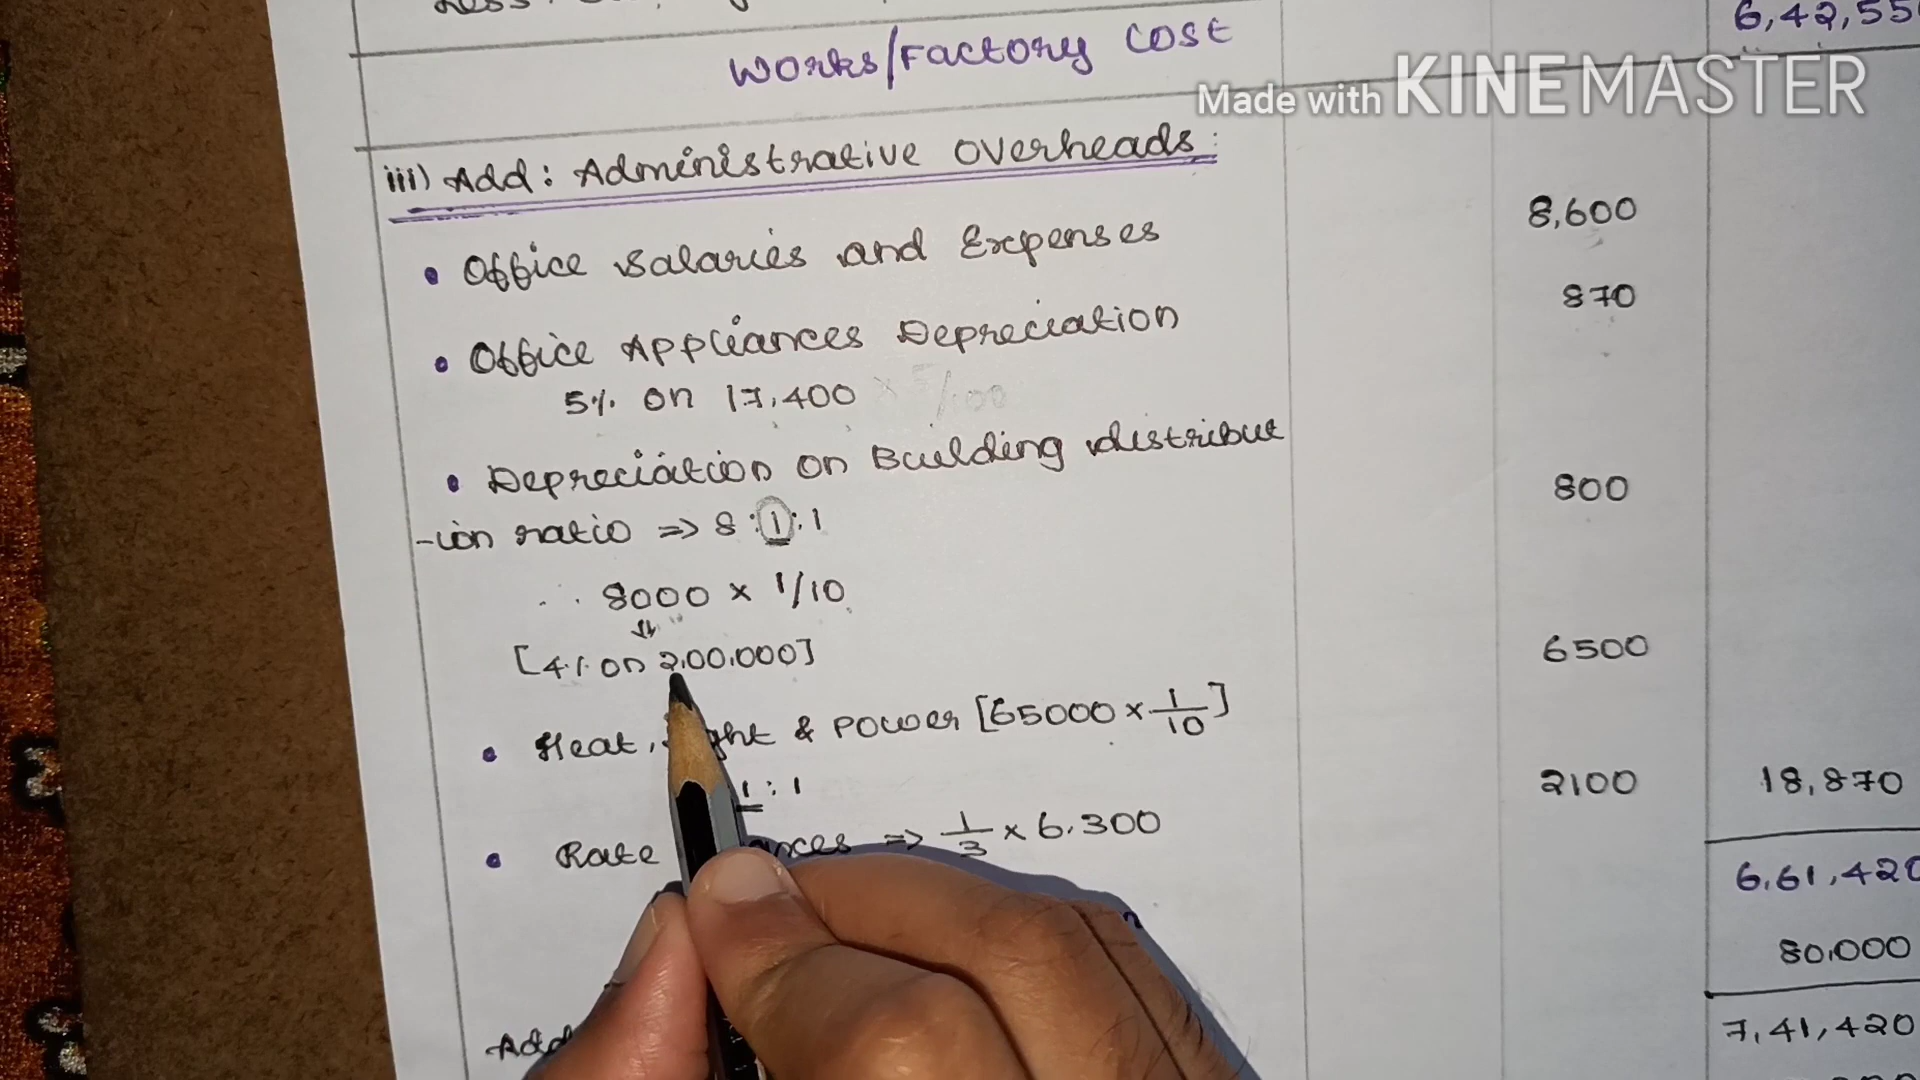 6,42,55
Works/Factory Cost
Made with KINEMASTER
iii) Add: Administrative Overheads:
• Office Salaries and Expenses 8,600
• Office Appliances Depreciation 870
5% on 17,400
• Depreciation on Building distribut
-ion ratio => 8:1:1 800
∴ 8000 × 1/10
[4% on 2,00,000]
• Heat, ght & Power [65000 × 1/10] 6500
1:1
• Rate ances => 1/3 × 6,300 2100 18,870
6,61,420
80,000
Add 7,41,420